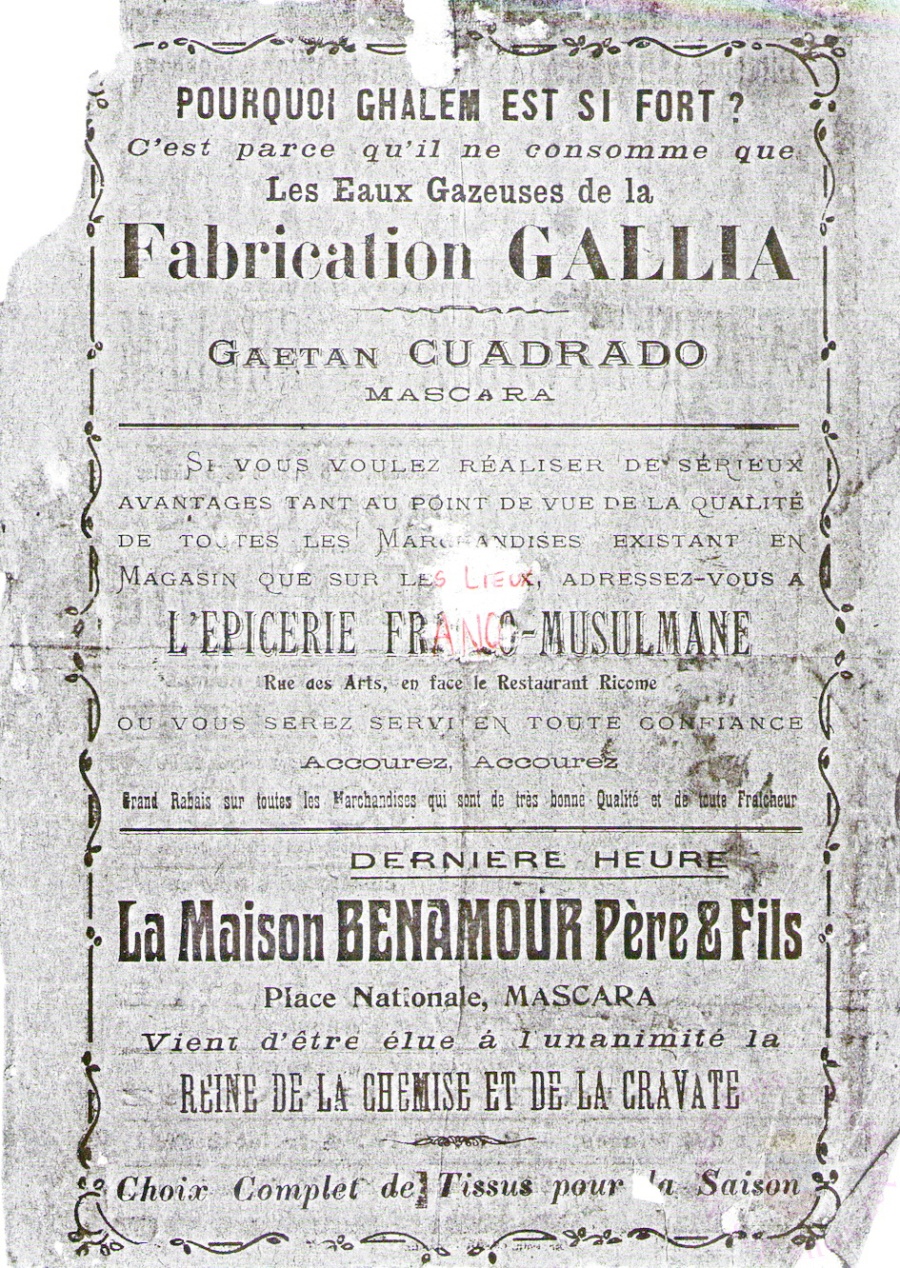 POURQUOI GHALEM EST SI FORT ?
C'est parce qu'il ne consomme que
Les Eaux Gazeuses de la
Fabrication GALLIA
GAETAN CUADRADO
MASCARA
SI VOUS VOULEZ RÉALISER DE SÉRIEUX
AVANTAGES TANT AU POINT DE VUE DE LA QUALITÉ
DE TOUTES LES MARCHANDISES EXISTANT EN
MAGASIN QUE SUR LES LIEUX, ADRESSEZ-VOUS A
L'EPICERIE FRANCO-MUSULMANE
Rue des Arts, en face le Restaurant Ricome
OU VOUS SEREZ SERVI EN TOUTE CONFIANCE
ACCOUREZ, ACCOUREZ
Grand Rabais sur toutes les Marchandises qui sont de très bonne Qualité et de toute Fraîcheur
DERNIERE HEURE
La Maison BENAMOUR Père & Fils
Place Nationale, MASCARA
Vient d'être élue á l'unanimité la
REINE DE LA CHEMISE ET DE LA CRAVATE
Choix Complet de Tissus pour la Saison